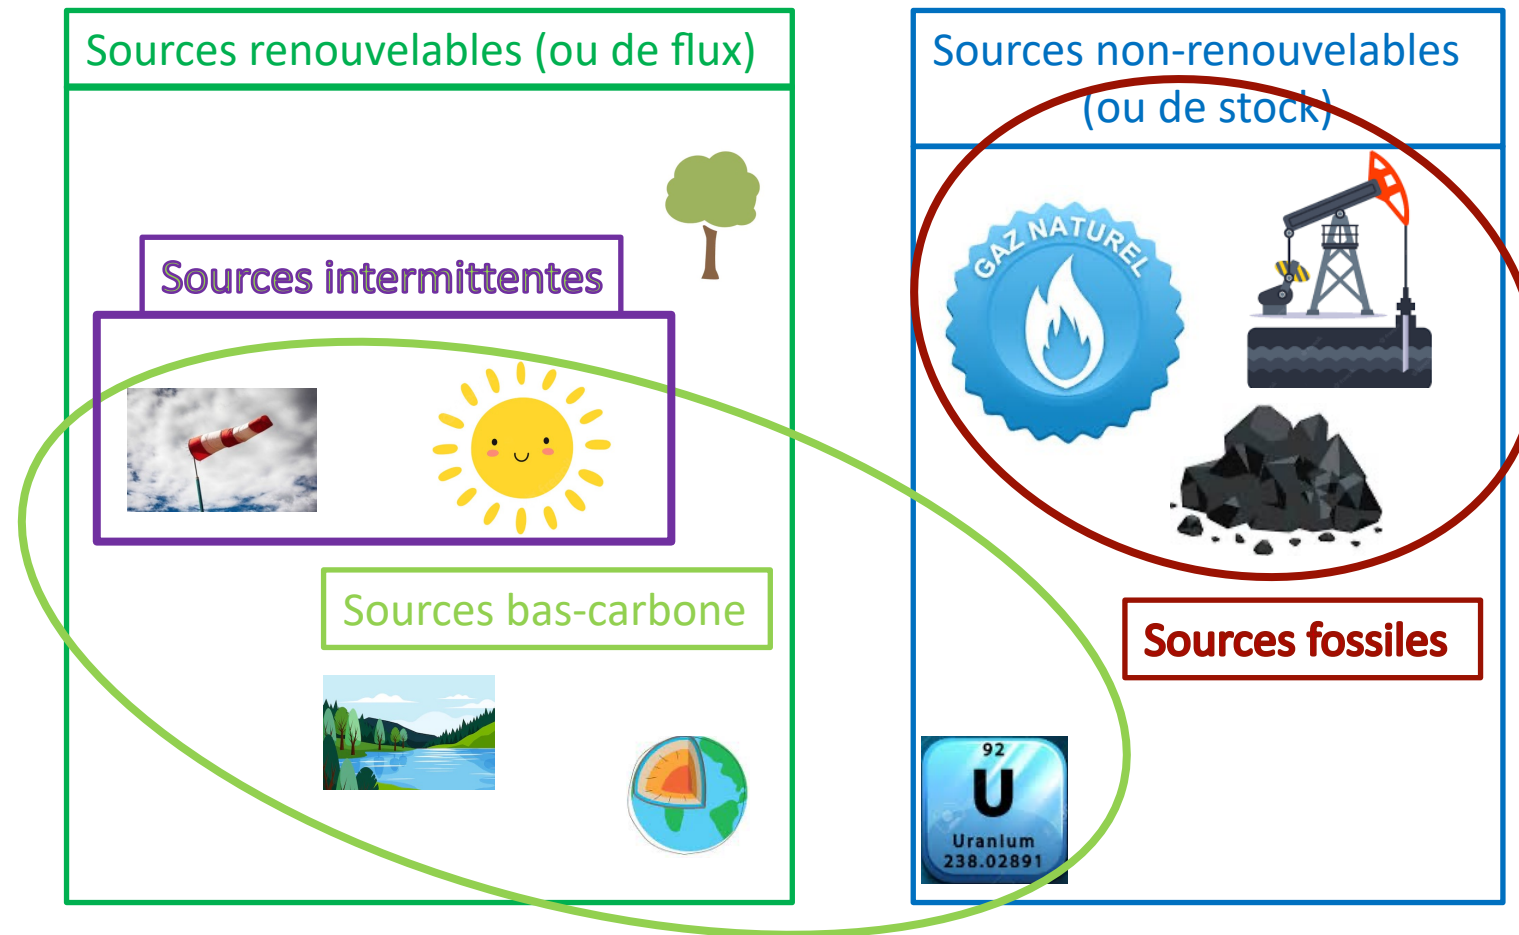 Sources renouvelables (ou de flux)
Sources non-renouvelables
(ou de stock)
GAZ NATUREL
Sources intermittentes
Sources bas-carbone
Sources fossiles
92
U
Uranium
238.02891